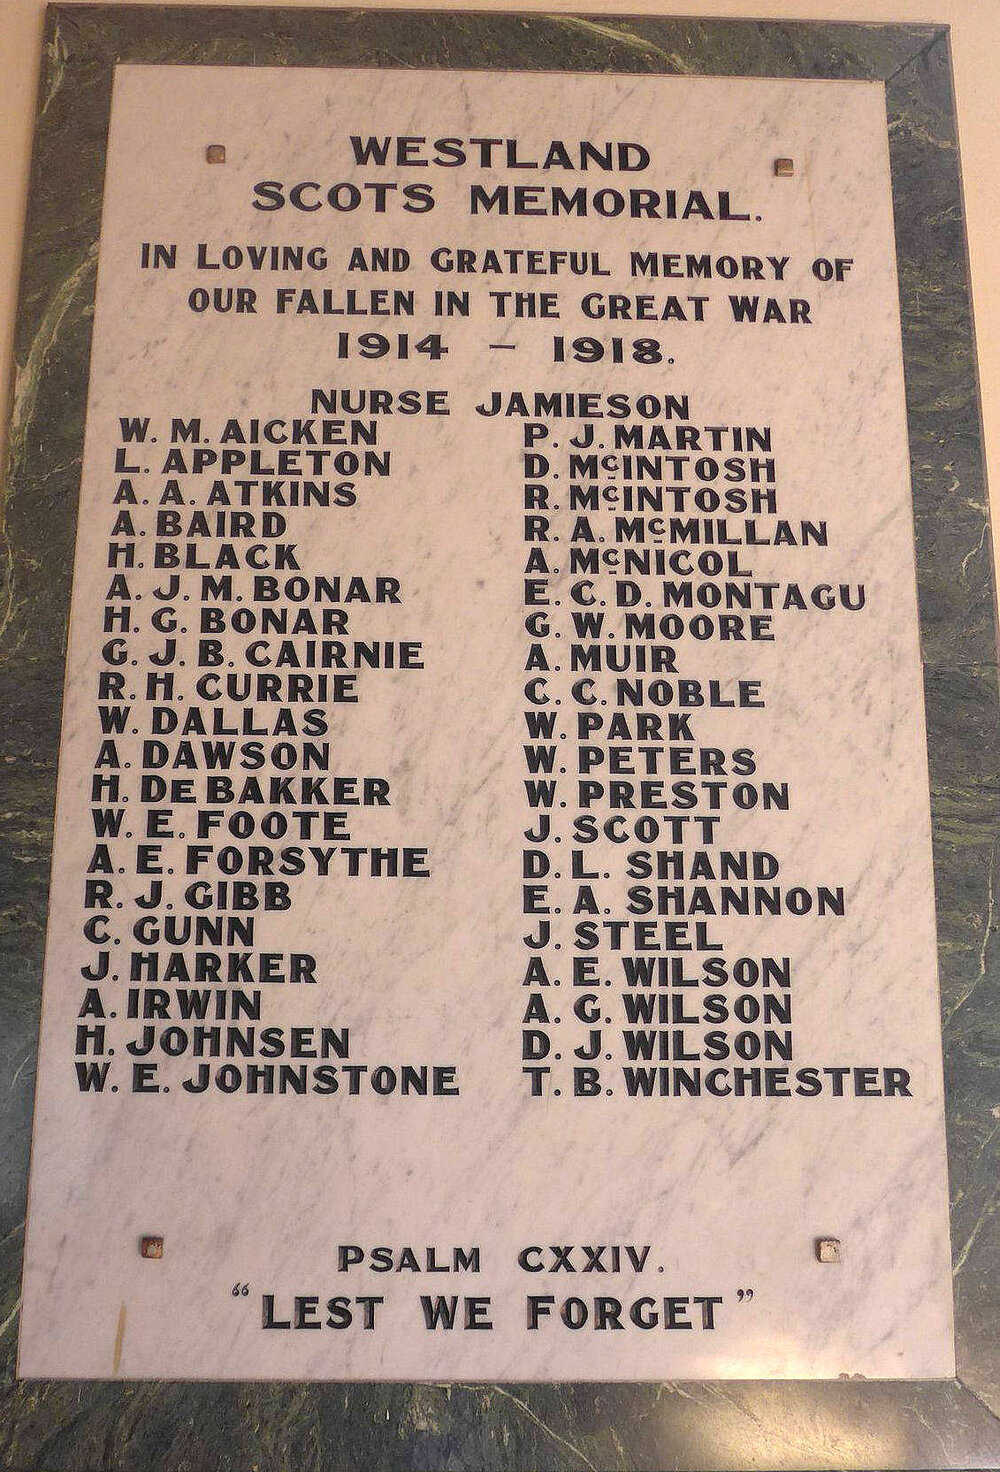 WESTLAND
SCOTS MEMORIAL.
IN LOVING AND GRATEFUL MEMORY OF
OUR FALLEN IN THE GREAT WAR
1914 – 1918.
NURSE JAMIESON
W. M. AICKEN
L. APPLETON
A. A. ATKINS
A. BAIRD
H. BLACK
A. J. M. BONAR
H. G. BONAR
G. J. B. CAIRNIE
R. H. CURRIE
W. DALLAS
A. DAWSON
H. DE BAKKER
W. E. FOOTE
A. E. FORSYTHE
R. J. GIBB
C. GUNN
J. HARKER
A. IRWIN
H. JOHNSEN
W. E. JOHNSTONE
P. J. MARTIN
D. McINTOSH
R. McINTOSH
R. A. McMILLAN
A. McNICOL
E. C. D. MONTAGU
G. W. MOORE
A. MUIR
C. C. NOBLE
W. PARK
W. PETERS
W. PRESTON
J. SCOTT
D. L. SHAND
E. A. SHANNON
J. STEEL
A. E. WILSON
A. G. WILSON
D. J. WILSON
T. B. WINCHESTER
PSALM CXXIV.
“LEST WE FORGET”